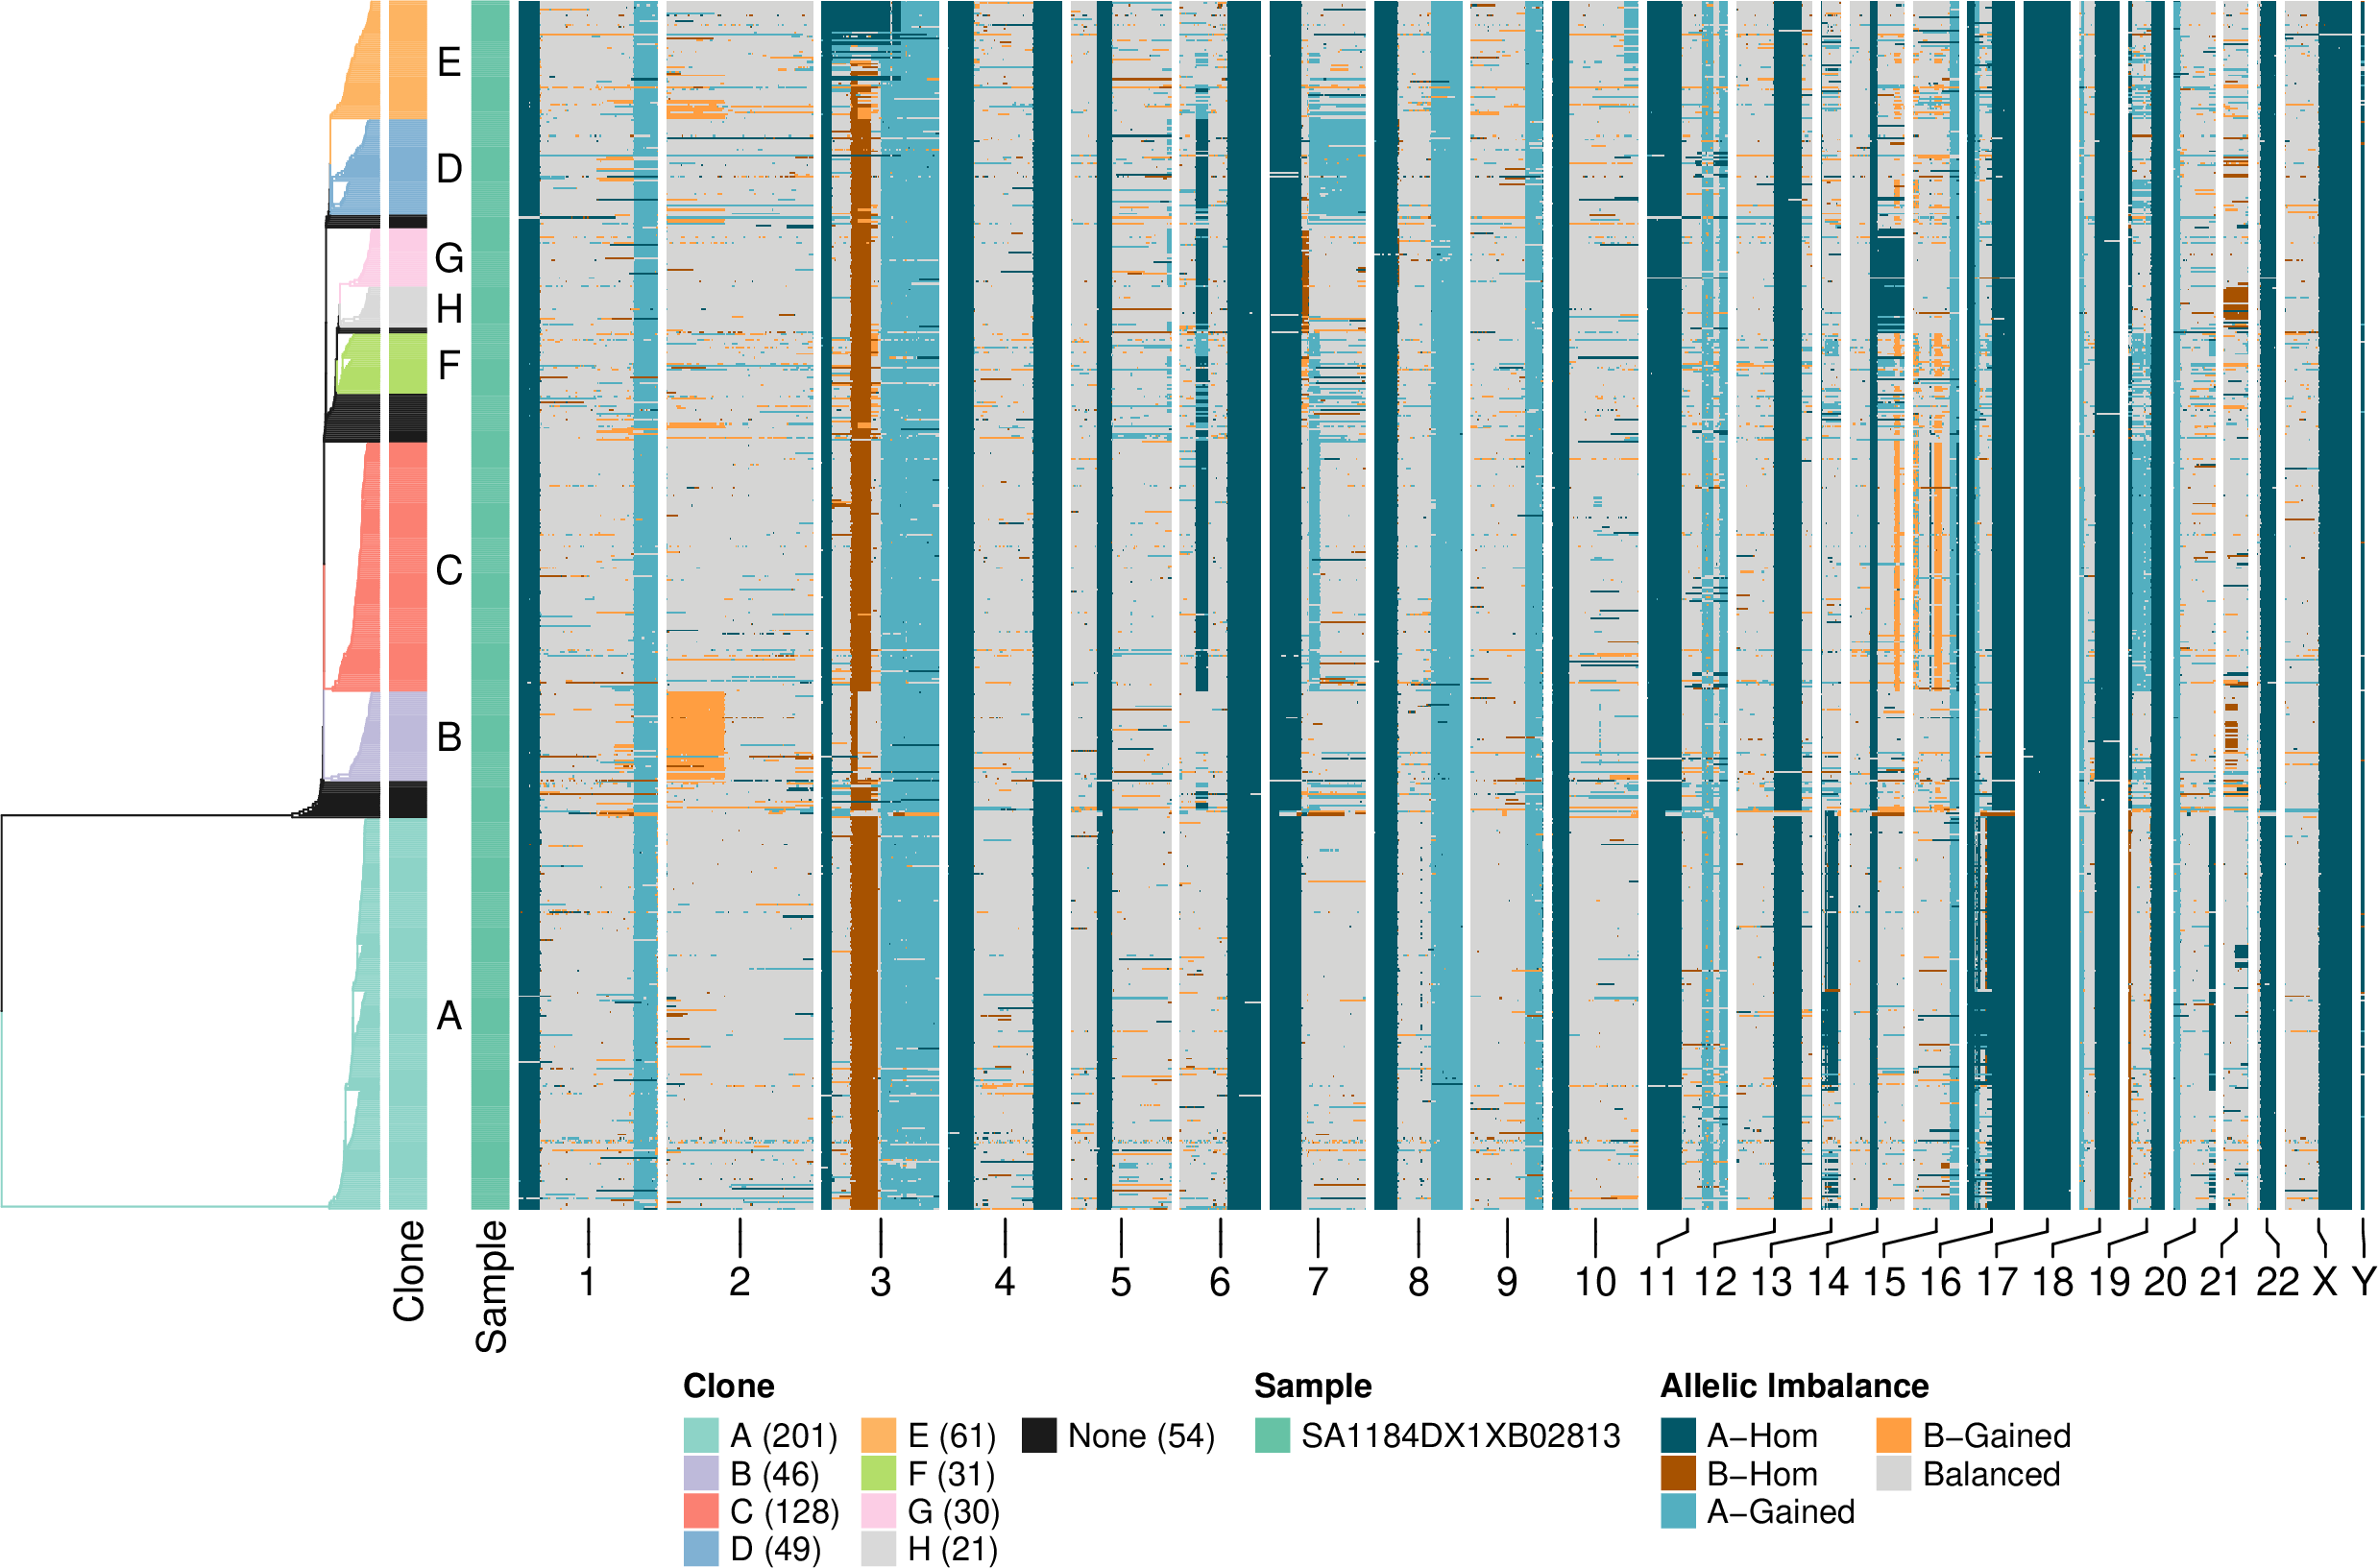 E
D
G
H
F
C
B
A
Clone
Sample
1 2 3 4 5 6 7 8 9 10 11 12 13 14 15 16 17 18 19 20 21 22 X Y
Clone Sample Allelic Imbalance
A (201) E (61) None (54) SA1184DX1XB02813 A−Hom B−Gained
B (46) F (31) B−Hom Balanced
C (128) G (30) A−Gained
D (49) H (21)